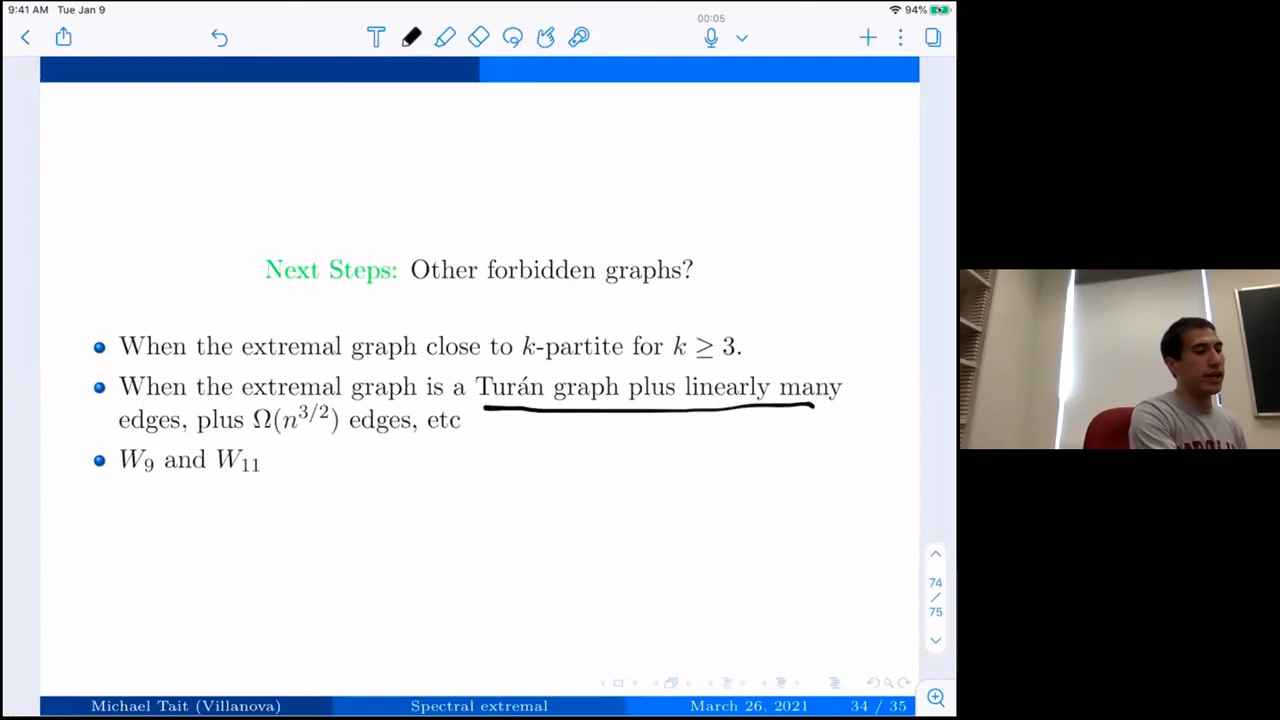 9:41 AM Tue Jan 9
94%
00:05
Next Steps: Other forbidden graphs?
When the extremal graph close to k-partite for k ≥ 3.
When the extremal graph is a Turán graph plus linearly many
edges, plus Ω(n^{3/2}) edges, etc
W_9 and W_{11}
74
/
75
Michael Tait (Villanova) Spectral extremal March 26, 2021 34 / 35